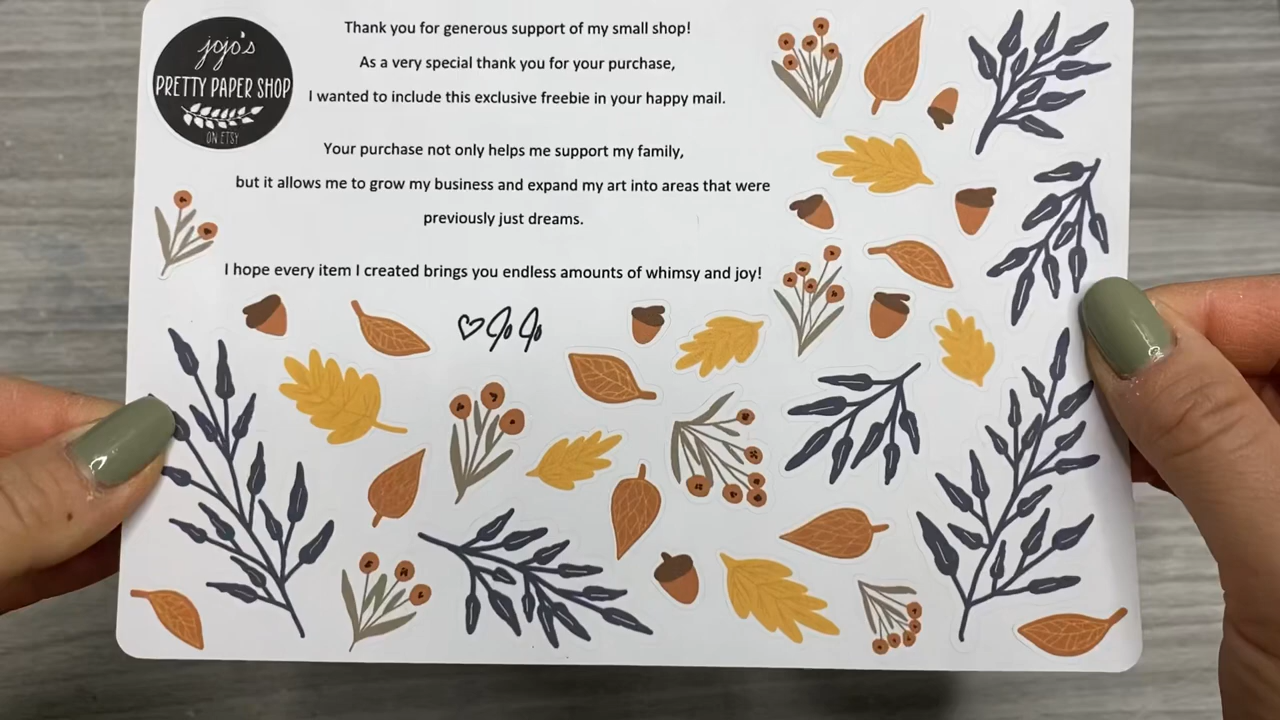 jojo's
PRETTY PAPER SHOP
ON ETSY
Thank you for generous support of my small shop!
As a very special thank you for your purchase,
I wanted to include this exclusive freebie in your happy mail.
Your purchase not only helps me support my family,
but it allows me to grow my business and expand my art into areas that were
previously just dreams.
I hope every item I created brings you endless amounts of whimsy and joy!
♡ Jo Jo